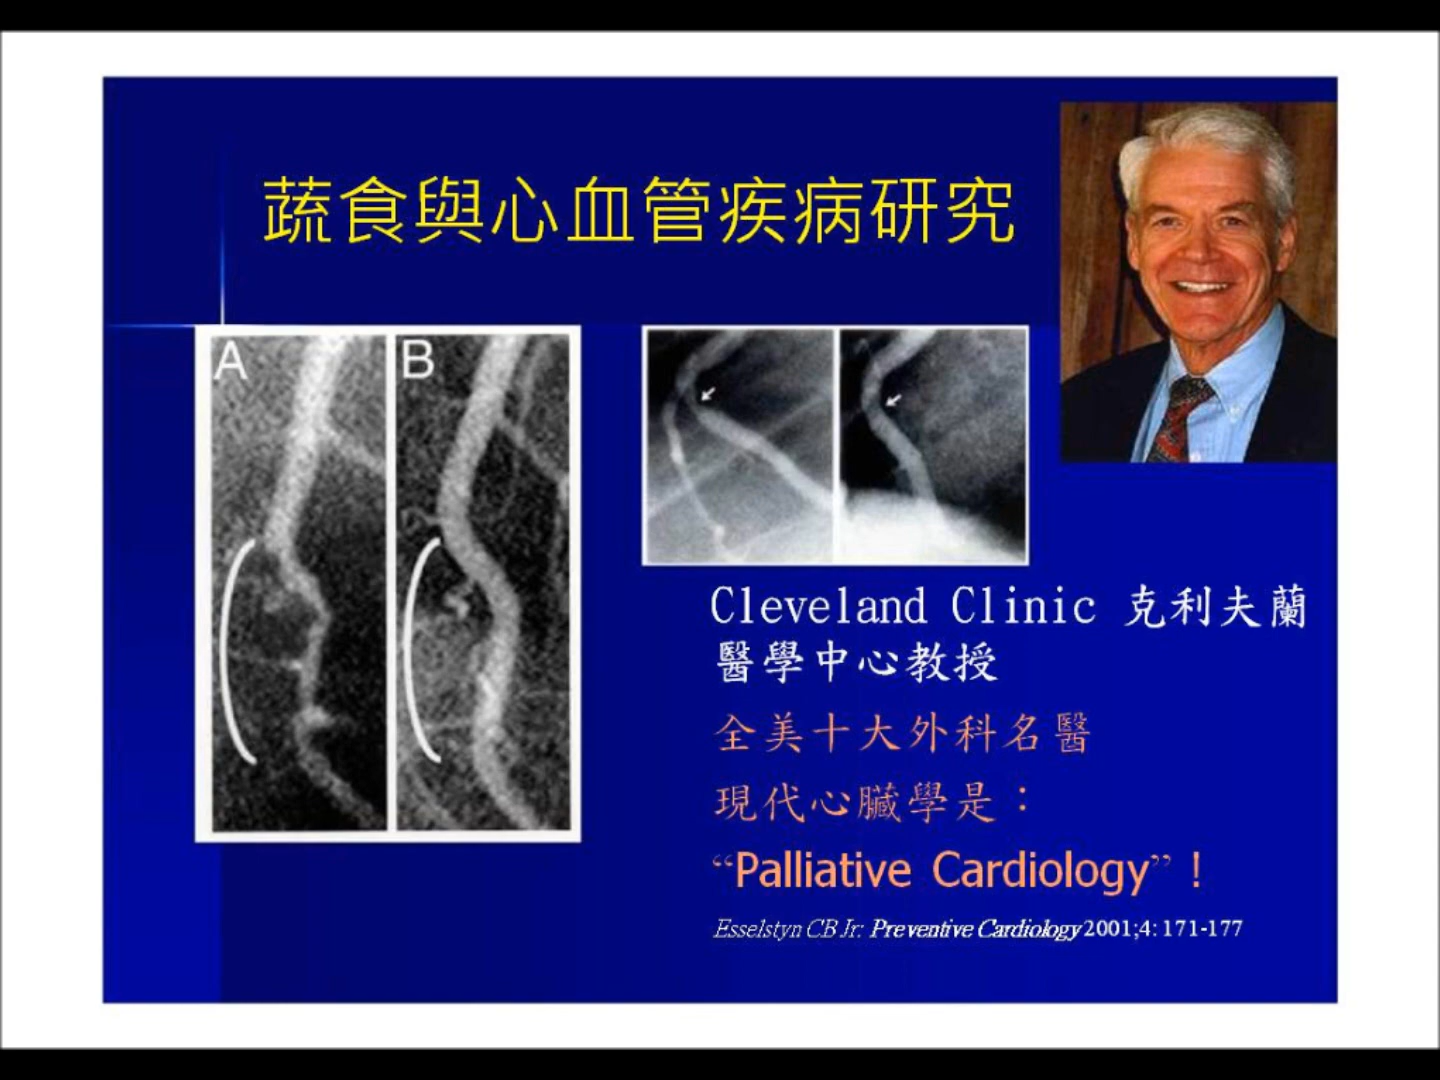 蔬食與心血管疾病研究
A
B
Cleveland Clinic 克利夫蘭
醫學中心教授
全美十大外科名醫
現代心臟學是：
“Palliative Cardiology”！
Esselstyn CB Jr: Preventive Cardiology 2001;4: 171-177